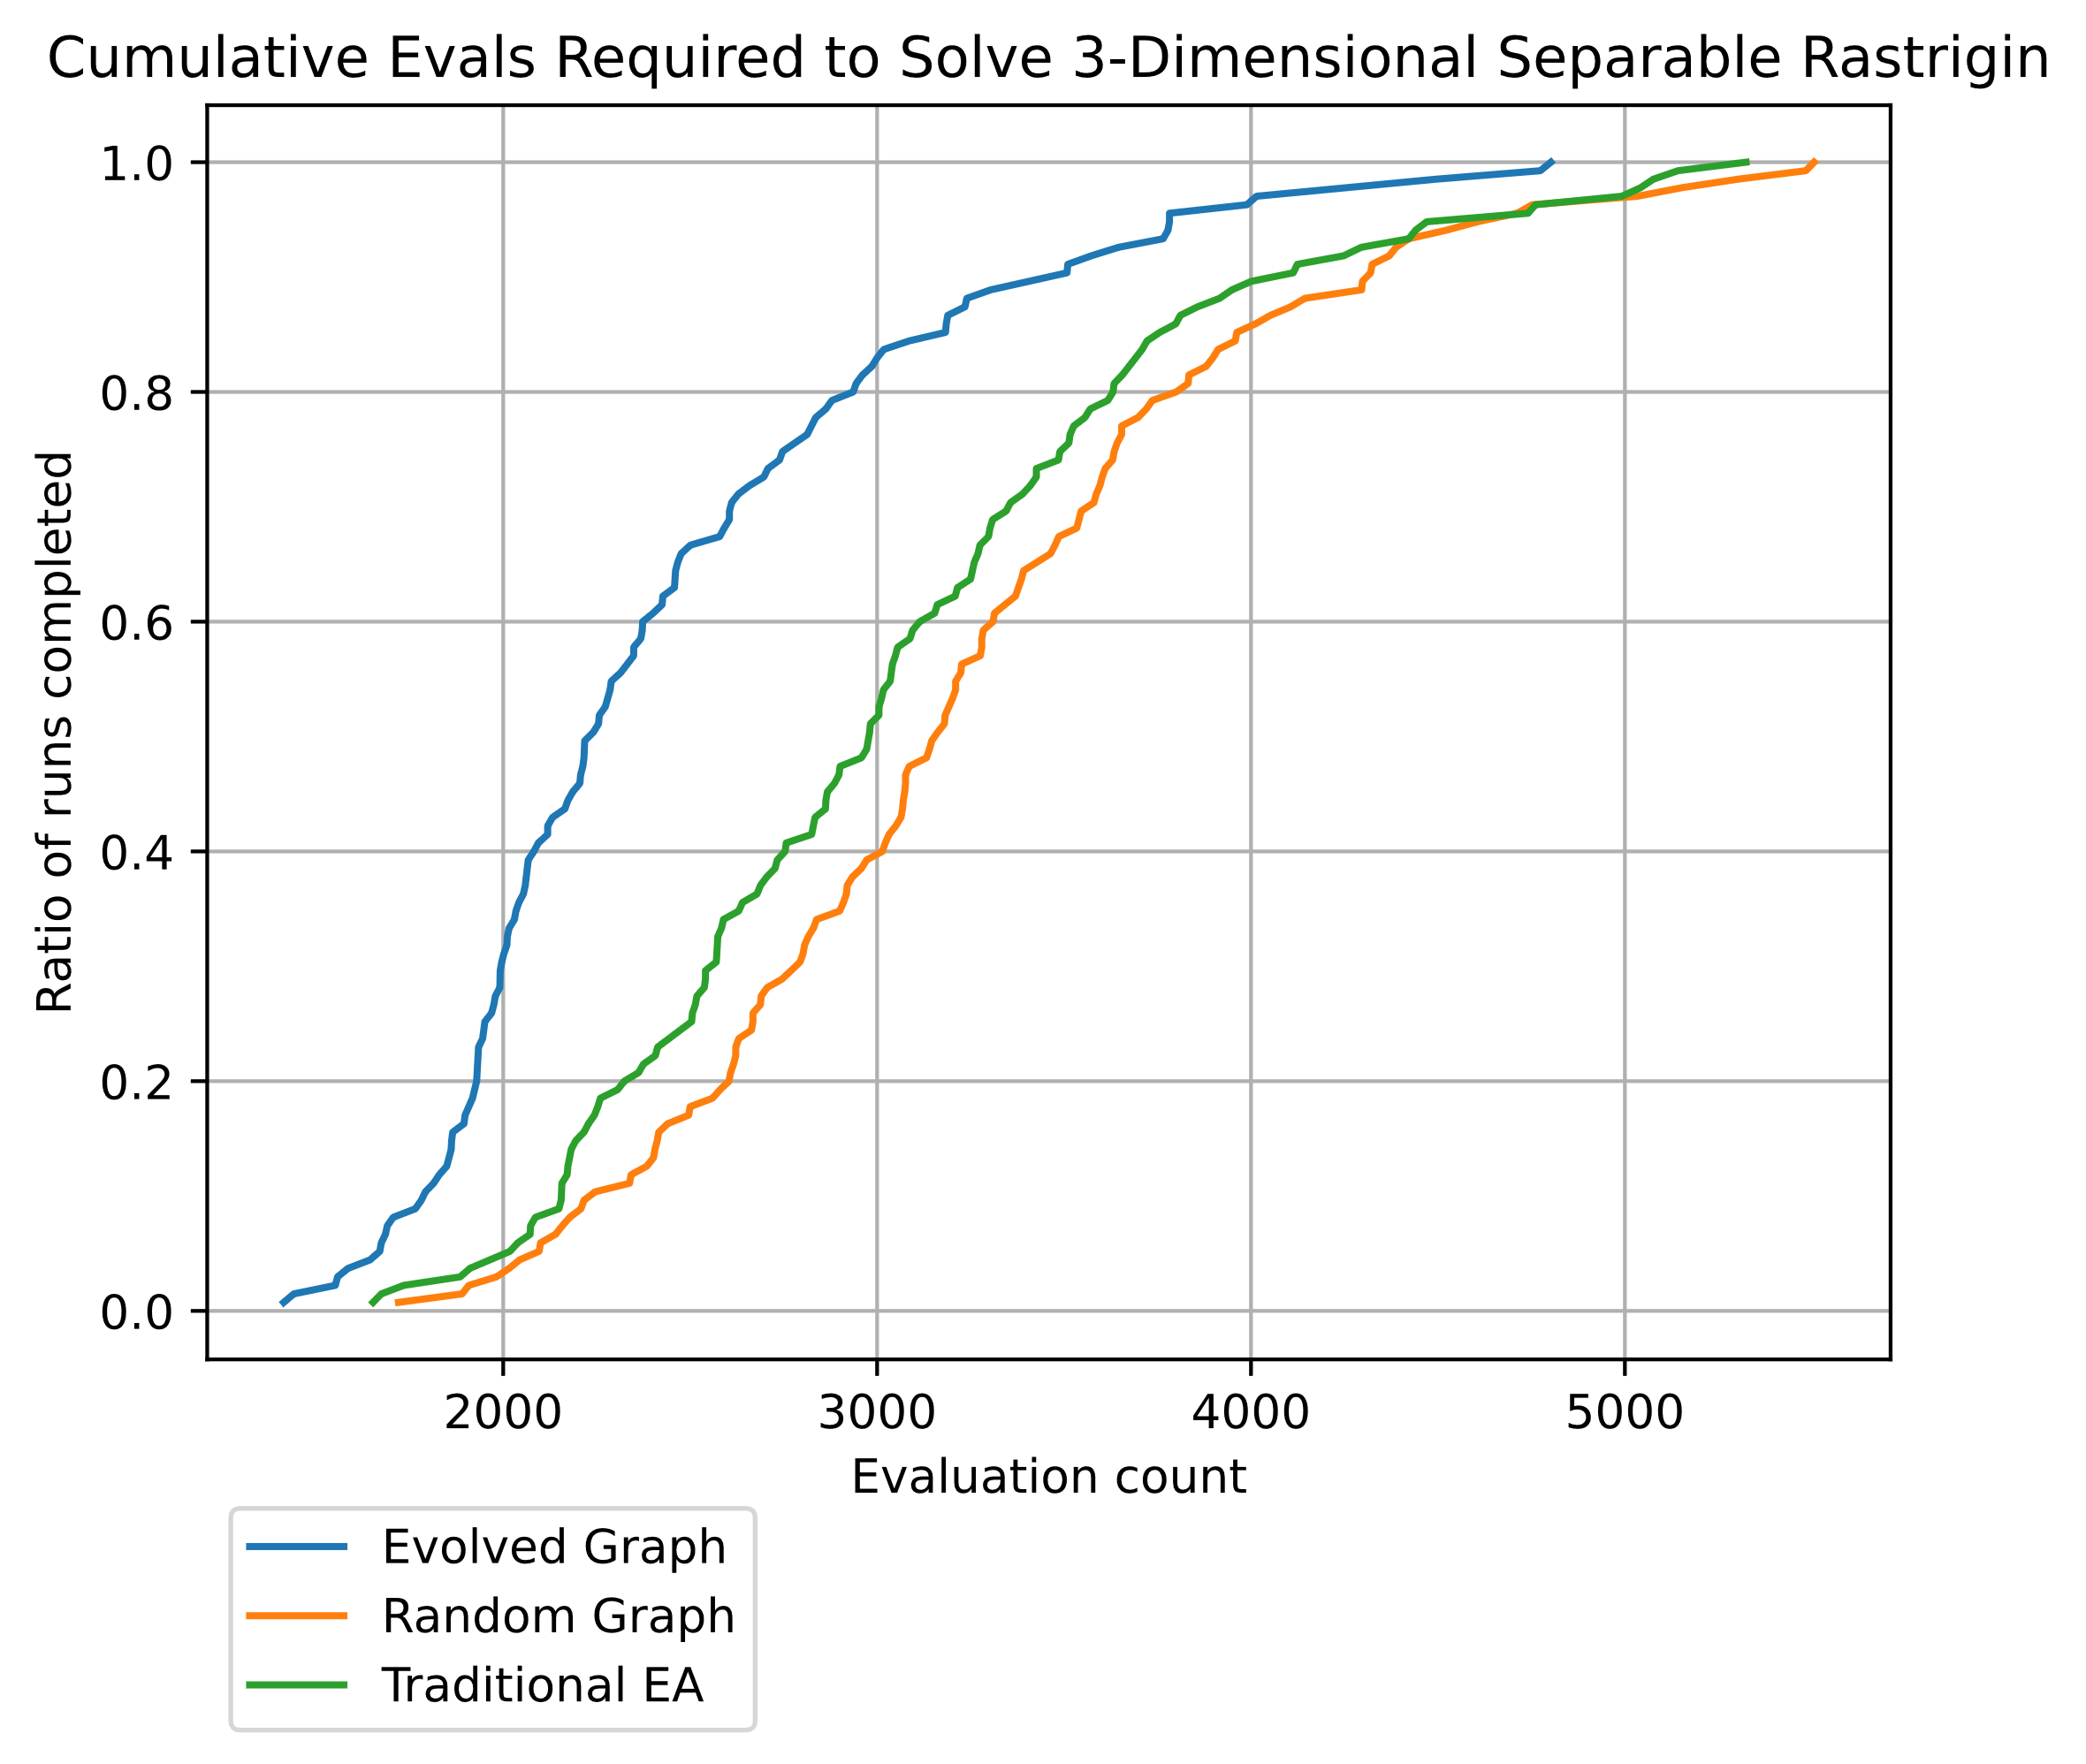 Cumulative Evals Required to Solve 3-Dimensional Separable Rastrigin
1.0
0.8
0.6
0.4
0.2
0.0
Ratio of runs completed
2000 3000 4000 5000
Evaluation count
Evolved Graph
Random Graph
Traditional EA